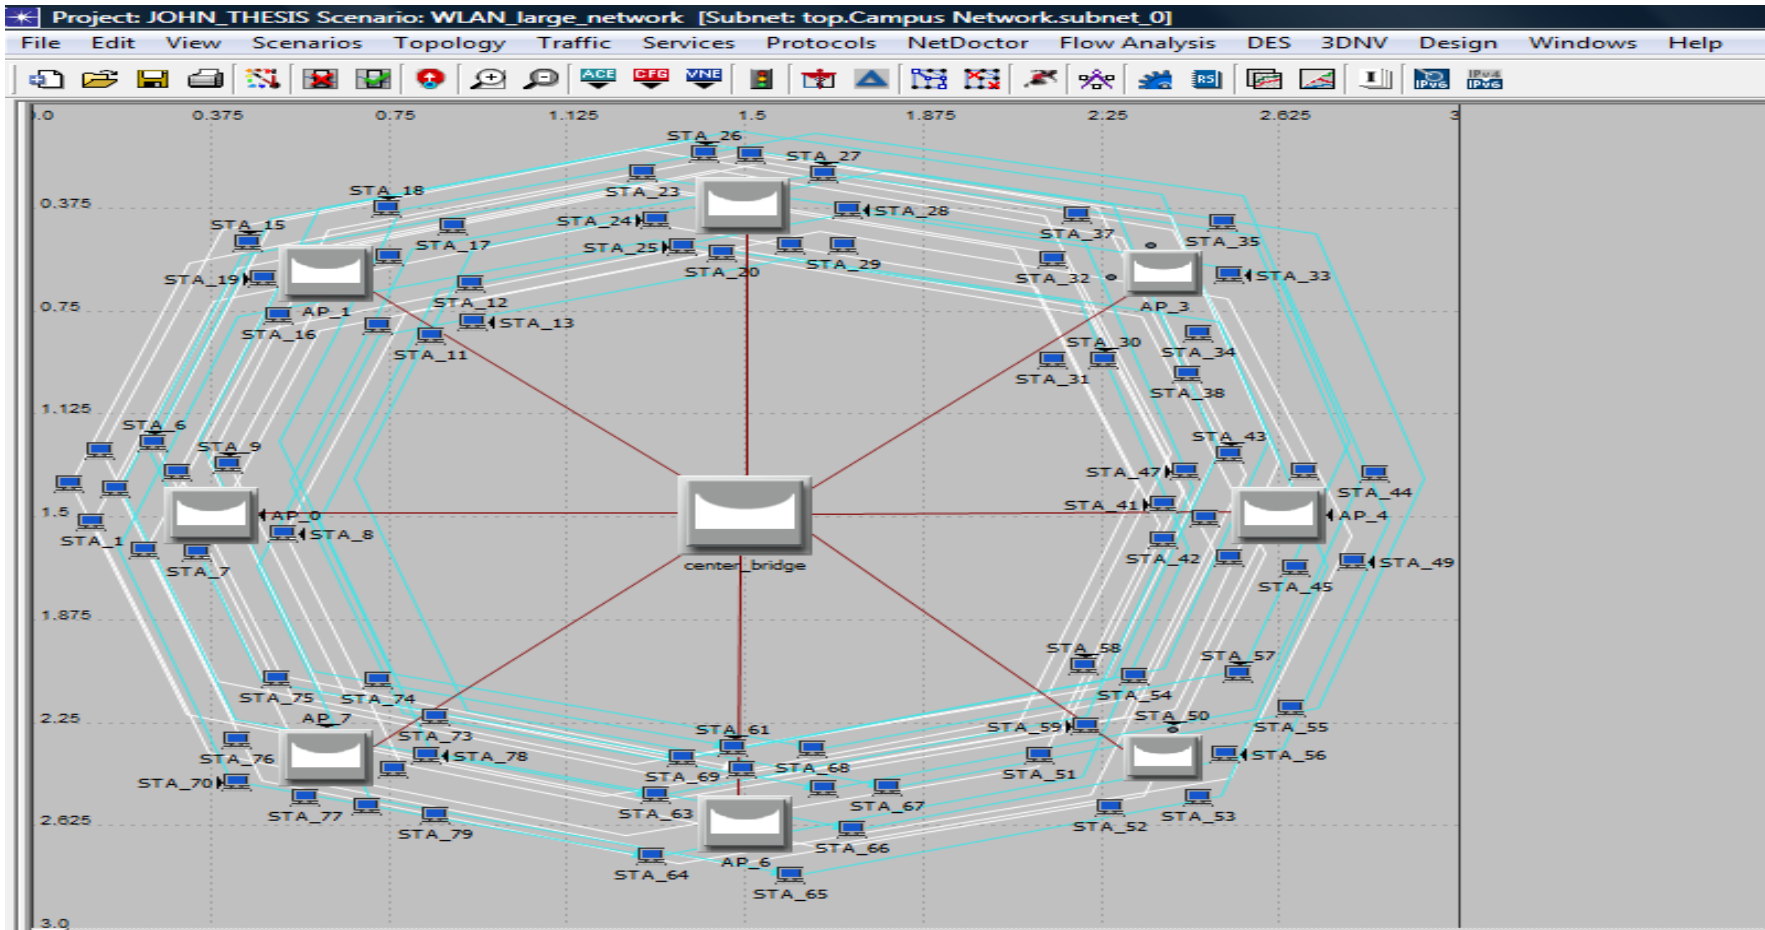 Project: JOHN_THESIS Scenario: WLAN_large_network [Subnet: top.Campus Network.subnet_0]
File Edit View Scenarios Topology Traffic Services Protocols NetDoctor Flow Analysis DES 3DNV Design Windows Help
ACE CFG VNE RS IPv6 IPv4 IPv6
0.0 0.375 0.75 1.125 1.5 1.875 2.25 2.625 3
STA_26
STA_27
STA_18
STA_23
0.375
STA_15
STA_24
STA_28
STA_37
STA_35
STA_17
STA_25
STA_20
STA_29
STA_19
STA_32
STA_33
STA_12
0.75
AP_1
AP_3
STA_16
STA_13
STA_11
STA_30
STA_34
STA_31
STA_38
1.125
STA_6
STA_9
STA_43
STA_47
STA_44
STA_41
1.5
AP_0
AP_4
STA_1
STA_8
STA_7
center_bridge
STA_42
STA_45
STA_49
1.875
STA_58
STA_57
STA_75
STA_74
STA_54
2.25
AP_7
STA_73
STA_61
STA_59
STA_50
STA_55
STA_76
STA_78
STA_69
STA_68
STA_51
STA_56
STA_70
STA_77
STA_79
STA_63
STA_67
STA_52
STA_53
2.625
STA_66
AP_6
STA_64
STA_65
3.0